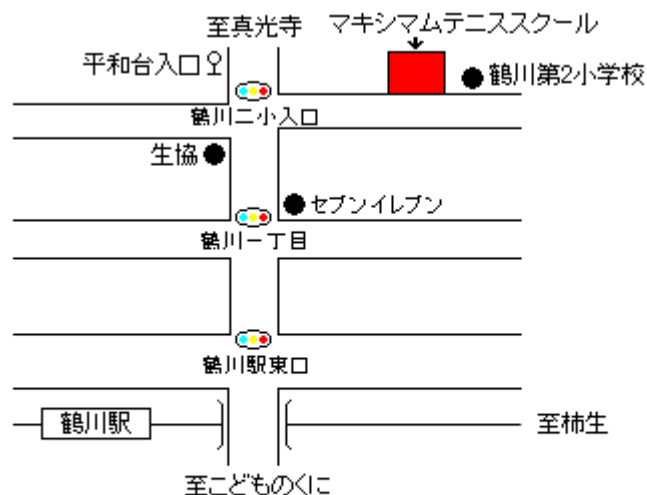 至真光寺
マキシマムテニススクール
平和台入口
鶴川第2小学校
鶴川二小入口
生協
セブンイレブン
鶴川一丁目
鶴川駅東口
鶴川駅
至柿生
至こどものくに